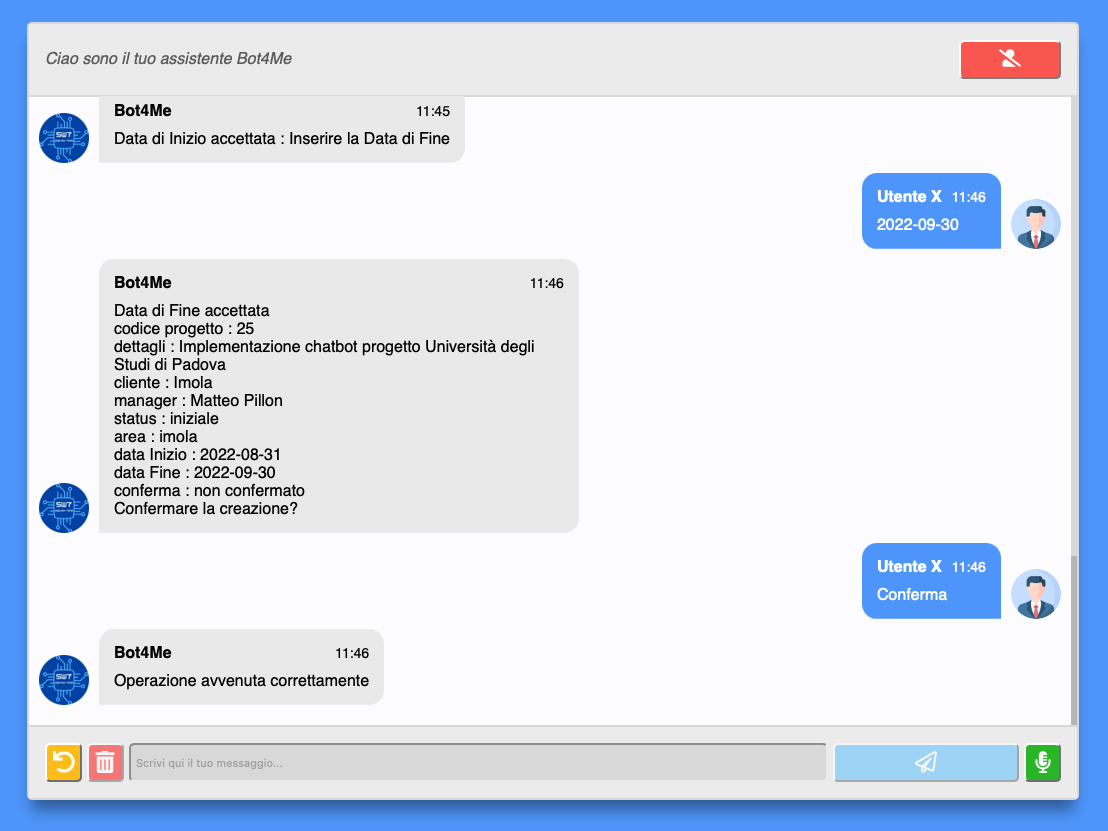 Ciao sono il tuo assistente Bot4Me
Bot4Me 11:45
Data di Inizio accettata : Inserire la Data di Fine
SW7
Utente X 11:46
2022-09-30
Bot4Me 11:46
Data di Fine accettata
codice progetto : 25
dettagli : Implementazione chatbot progetto Università degli
Studi di Padova
cliente : Imola
manager : Matteo Pillon
status : iniziale
area : imola
data Inizio : 2022-08-31
data Fine : 2022-09-30
conferma : non confermato
Confermare la creazione?
SW7
Utente X 11:46
Conferma
Bot4Me 11:46
Operazione avvenuta correttamente
SW7
Scrivi qui il tuo messaggio...